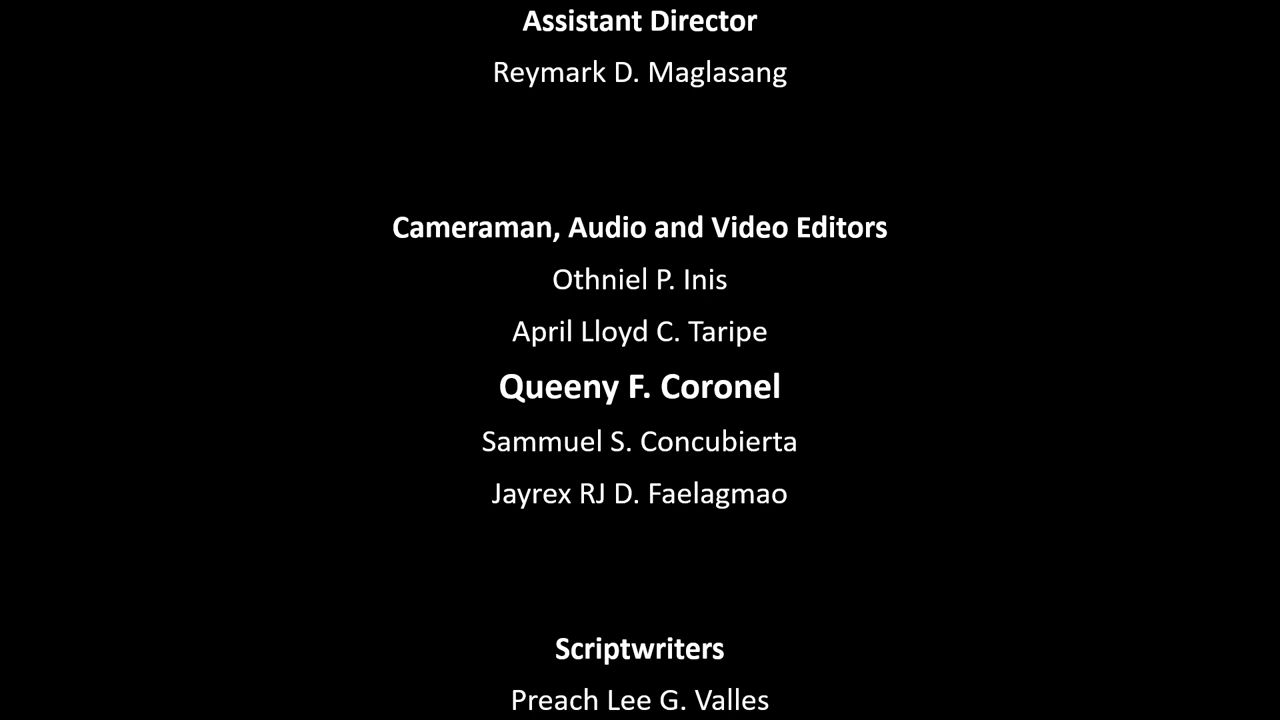 Assistant Director
Reymark D. Maglasang
Cameraman, Audio and Video Editors
Othniel P. Inis
April Lloyd C. Taripe
Queeny F. Coronel
Sammuel S. Concubierta
Jayrex RJ D. Faelagmao
Scriptwriters
Preach Lee G. Valles